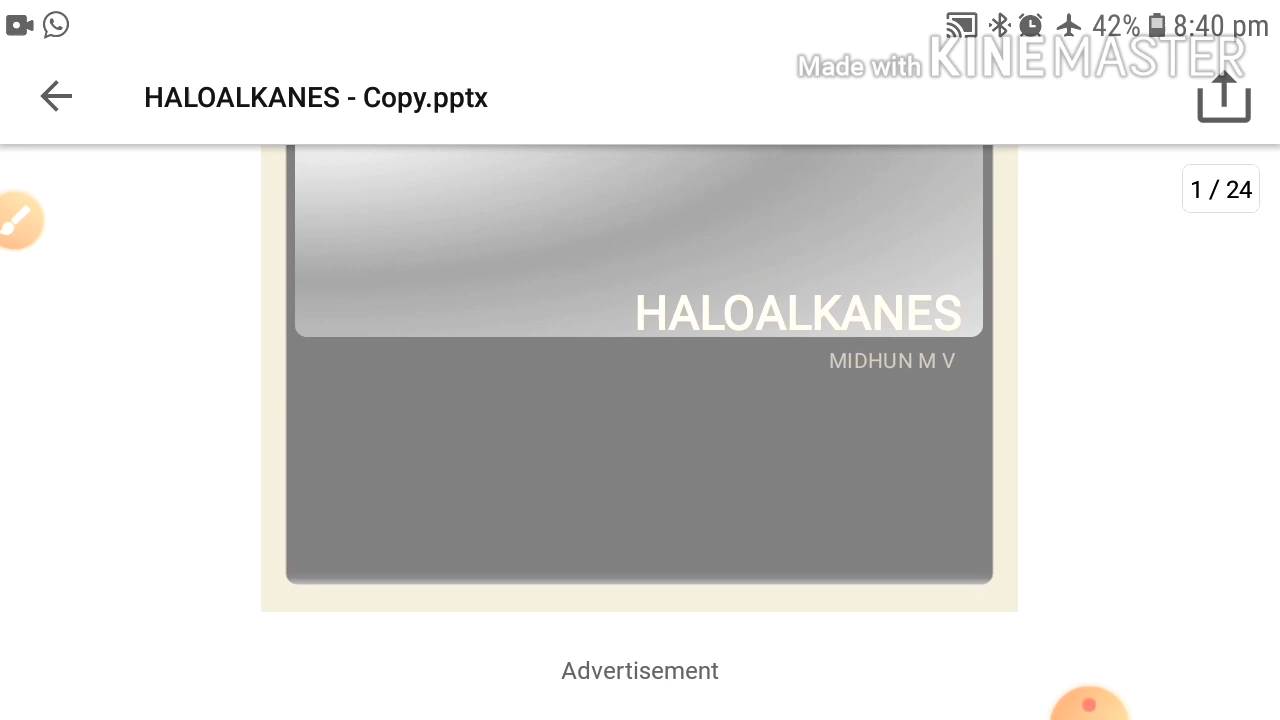 42% 8:40 pm
Made with KINEMASTER
HALOALKANES - Copy.pptx
1 / 24
HALOALKANES
MIDHUN M V
Advertisement